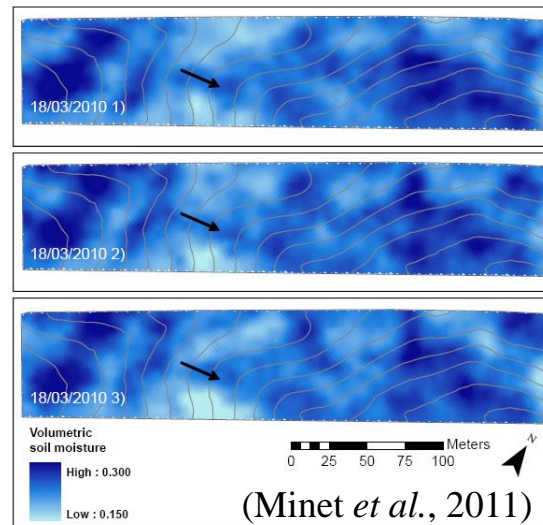 18/03/2010 1)
18/03/2010 2)
18/03/2010 3)
Volumetric
soil moisture
High : 0.300
Low : 0.150
Meters
0 25 50 75 100
N
(Minet et al., 2011)